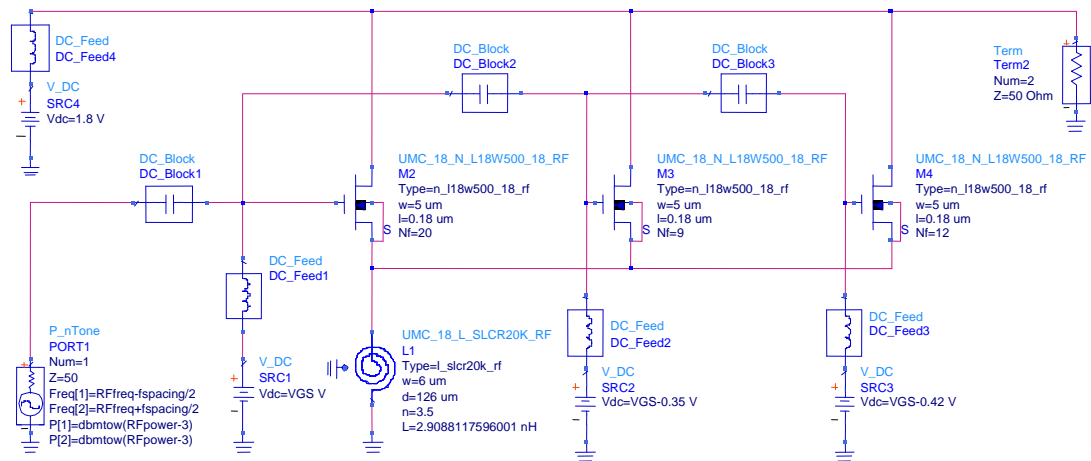 DC_Feed
DC_Feed4
V_DC
SRC4
Vdc=1.8 V
DC_Block
DC_Block2
DC_Block
DC_Block3
Term
Term2
Num=2
Z=50 Ohm
DC_Block
DC_Block1
UMC_18_N_L18W500_18_RF
M2
Type=n_l18w500_18_rf
w=5 um
l=0.18 um
Nf=20
S
UMC_18_N_L18W500_18_RF
M3
Type=n_l18w500_18_rf
w=5 um
l=0.18 um
Nf=9
S
UMC_18_N_L18W500_18_RF
M4
Type=n_l18w500_18_rf
w=5 um
l=0.18 um
Nf=12
S
DC_Feed
DC_Feed1
P_nTone
PORT1
Num=1
Z=50
Freq[1]=RFfreq-fspacing/2
Freq[2]=RFfreq+fspacing/2
P[1]=dbmtow(RFpower-3)
P[2]=dbmtow(RFpower-3)
V_DC
SRC1
Vdc=VGS V
UMC_18_L_SLCR20K_RF
L1
Type=l_slcr20k_rf
w=6 um
d=126 um
n=3.5
L=2.9088117596001 nH
DC_Feed
DC_Feed2
V_DC
SRC2
Vdc=VGS-0.35 V
DC_Feed
DC_Feed3
V_DC
SRC3
Vdc=VGS-0.42 V